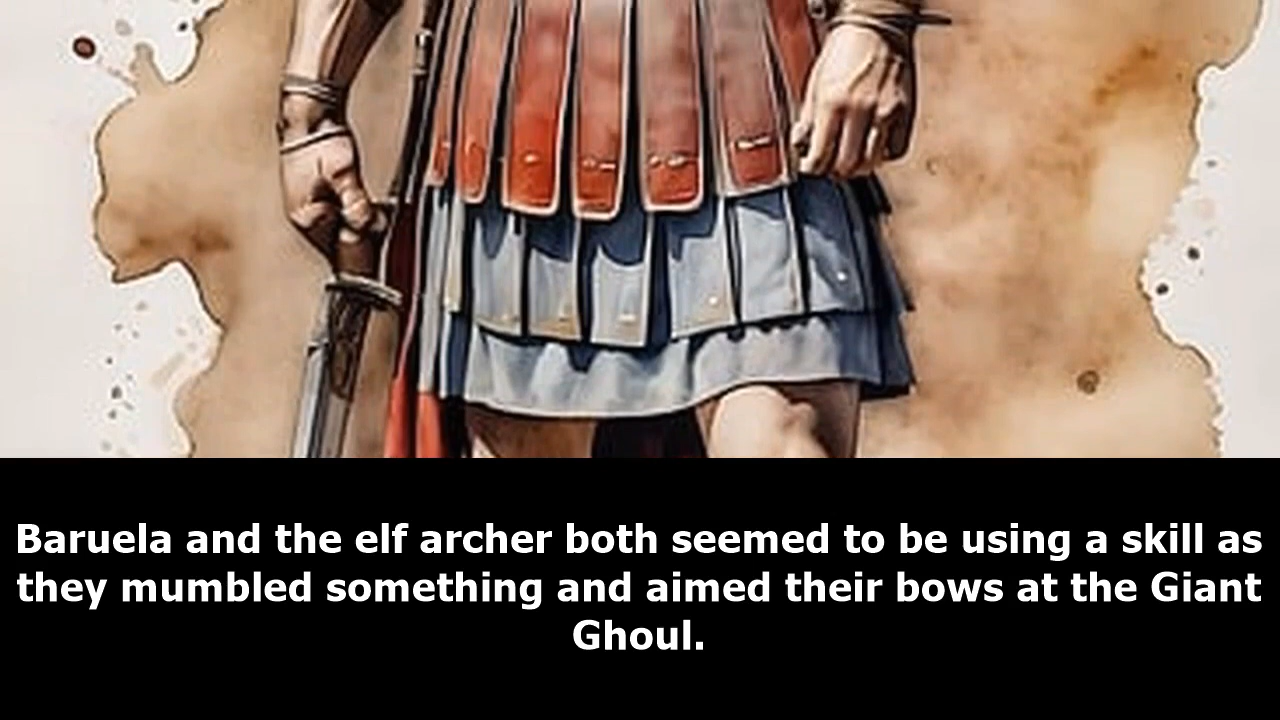 Baruela and the elf archer both seemed to be using a skill as
they mumbled something and aimed their bows at the Giant
Ghoul.